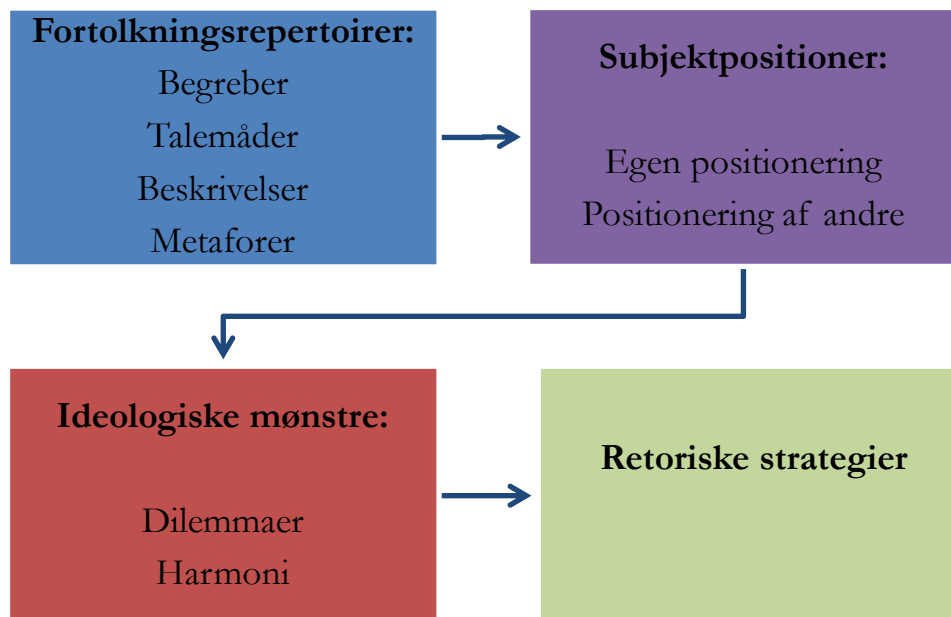 Fortolkningsrepertoirer:
Begreber
Talemåder
Beskrivelser
Metaforer
Subjektpositioner:
Egen positionering
Positionering af andre
Ideologiske mønstre:
Dilemmaer
Harmoni
Retoriske strategier